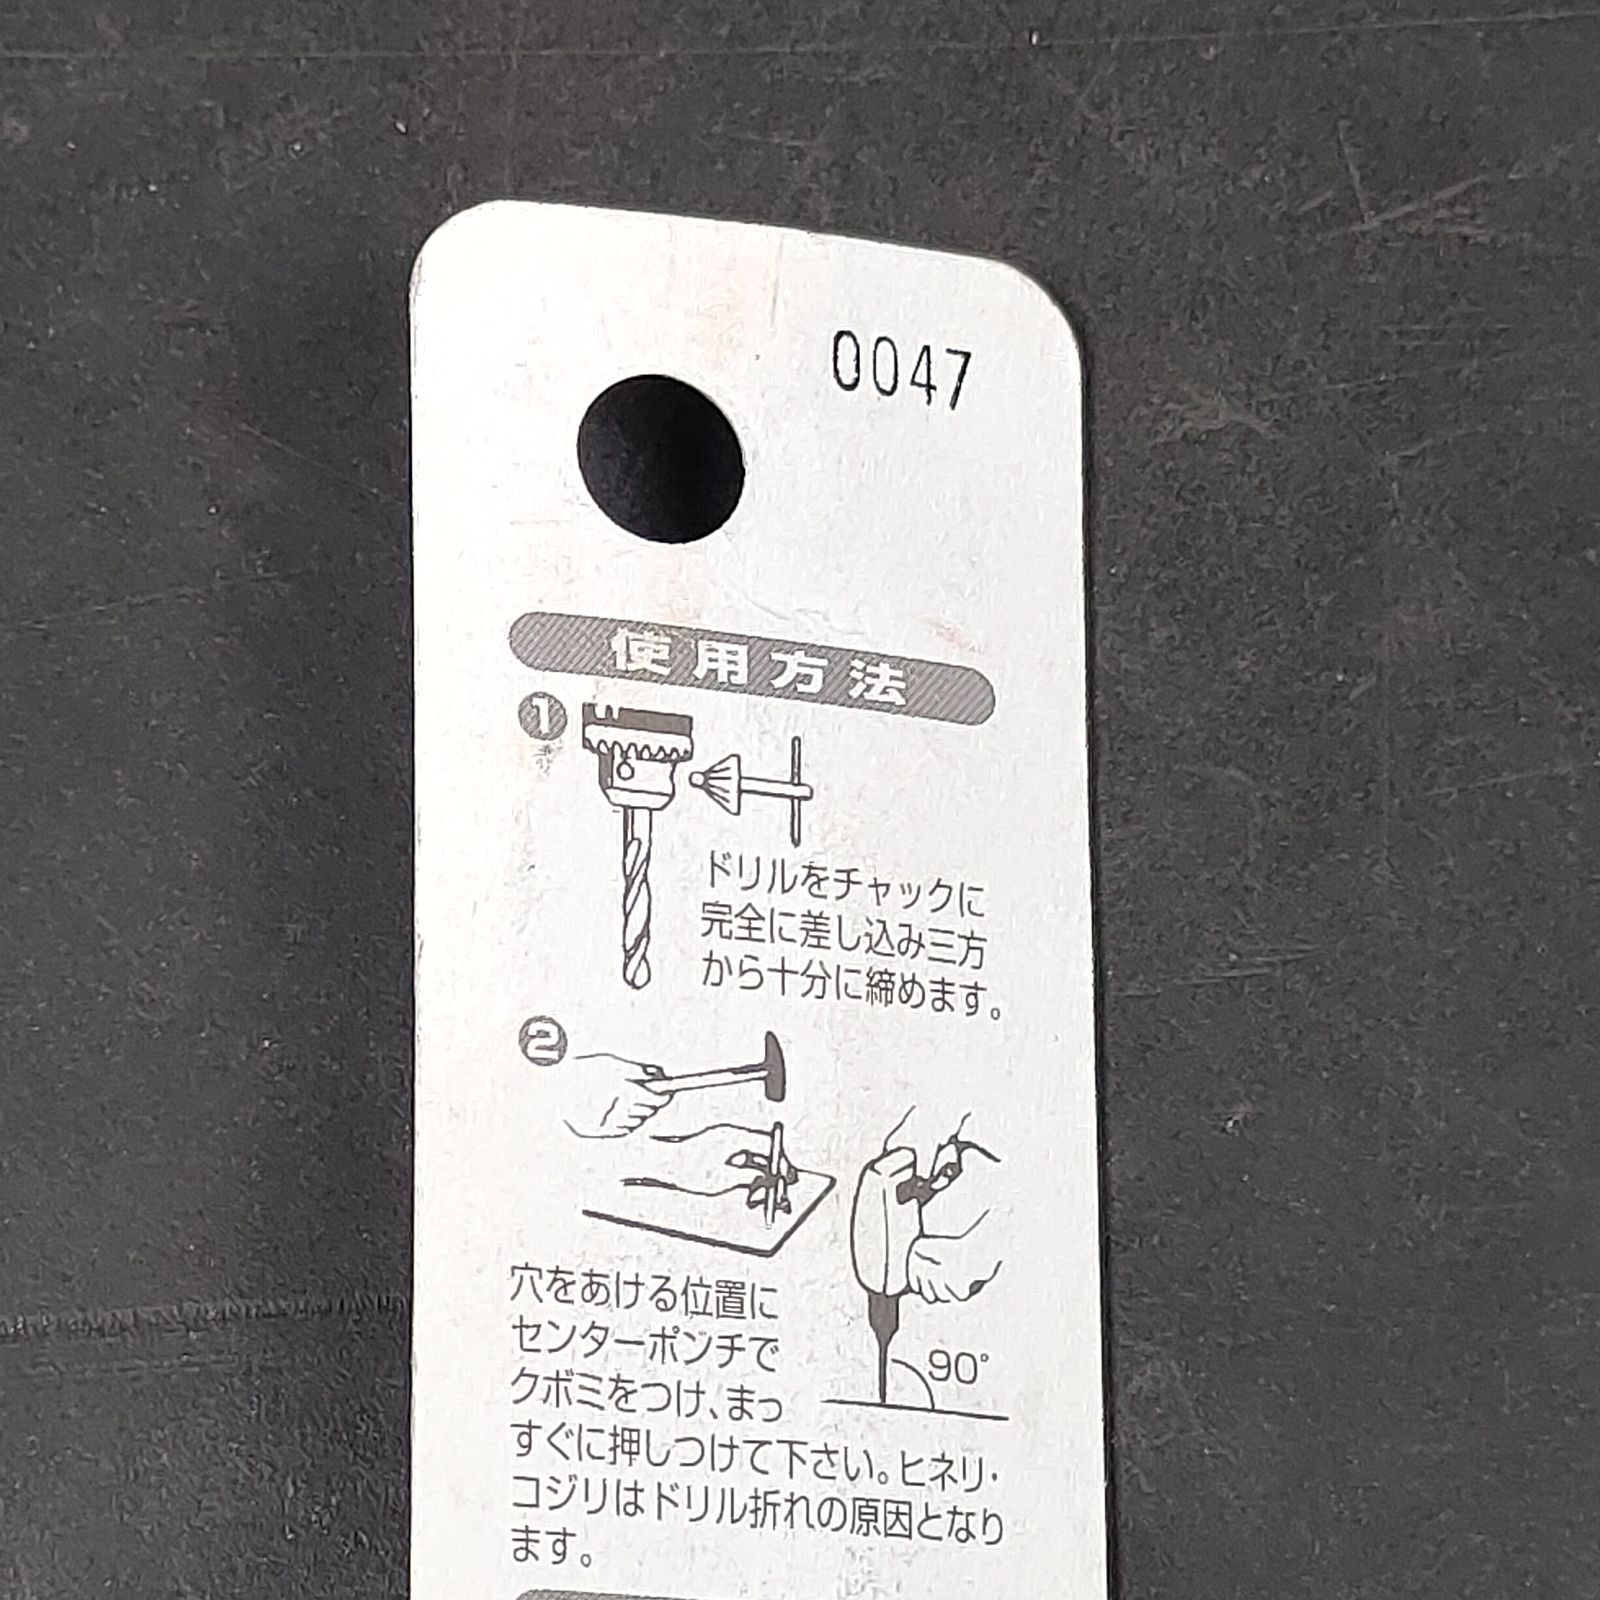 0047
使用方法
1
ドリルをチャックに
完全に差し込み三方
から十分に締めます。
2
90°
穴をあける位置に
センターポンチで
クボミをつけ、まっ
すぐに押しつけて下さい。ヒネリ・
コジリはドリル折れの原因となり
ます。